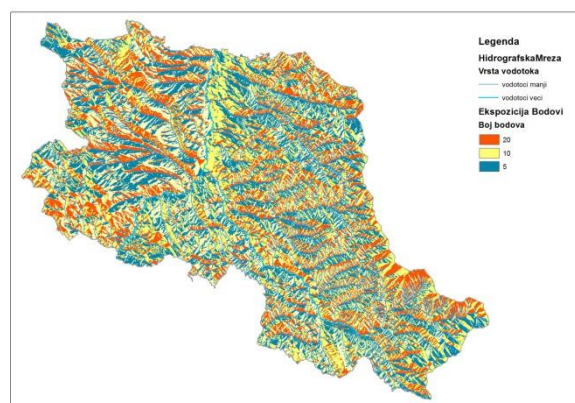 Legenda
HidrografskaMreza
Vrsta vodotoka
vodotoci manji
vodotoci veci
Ekspozicija Bodovi
Boj bodova
20
10
5